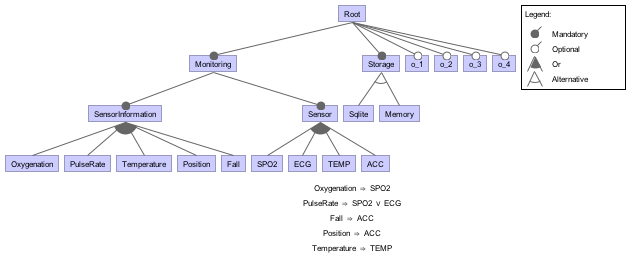 Root
Legend:
Mandatory
Optional
Or
Alternative
Monitoring
Storage
o_1
o_2
o_3
o_4
SensorInformation
Sensor
Sqlite
Memory
Oxygenation
PulseRate
Temperature
Position
Fall
SPO2
ECG
TEMP
ACC
Oxygenation ⇒ SPO2
PulseRate ⇒ SPO2 ∨ ECG
Fall ⇒ ACC
Position ⇒ ACC
Temperature ⇒ TEMP